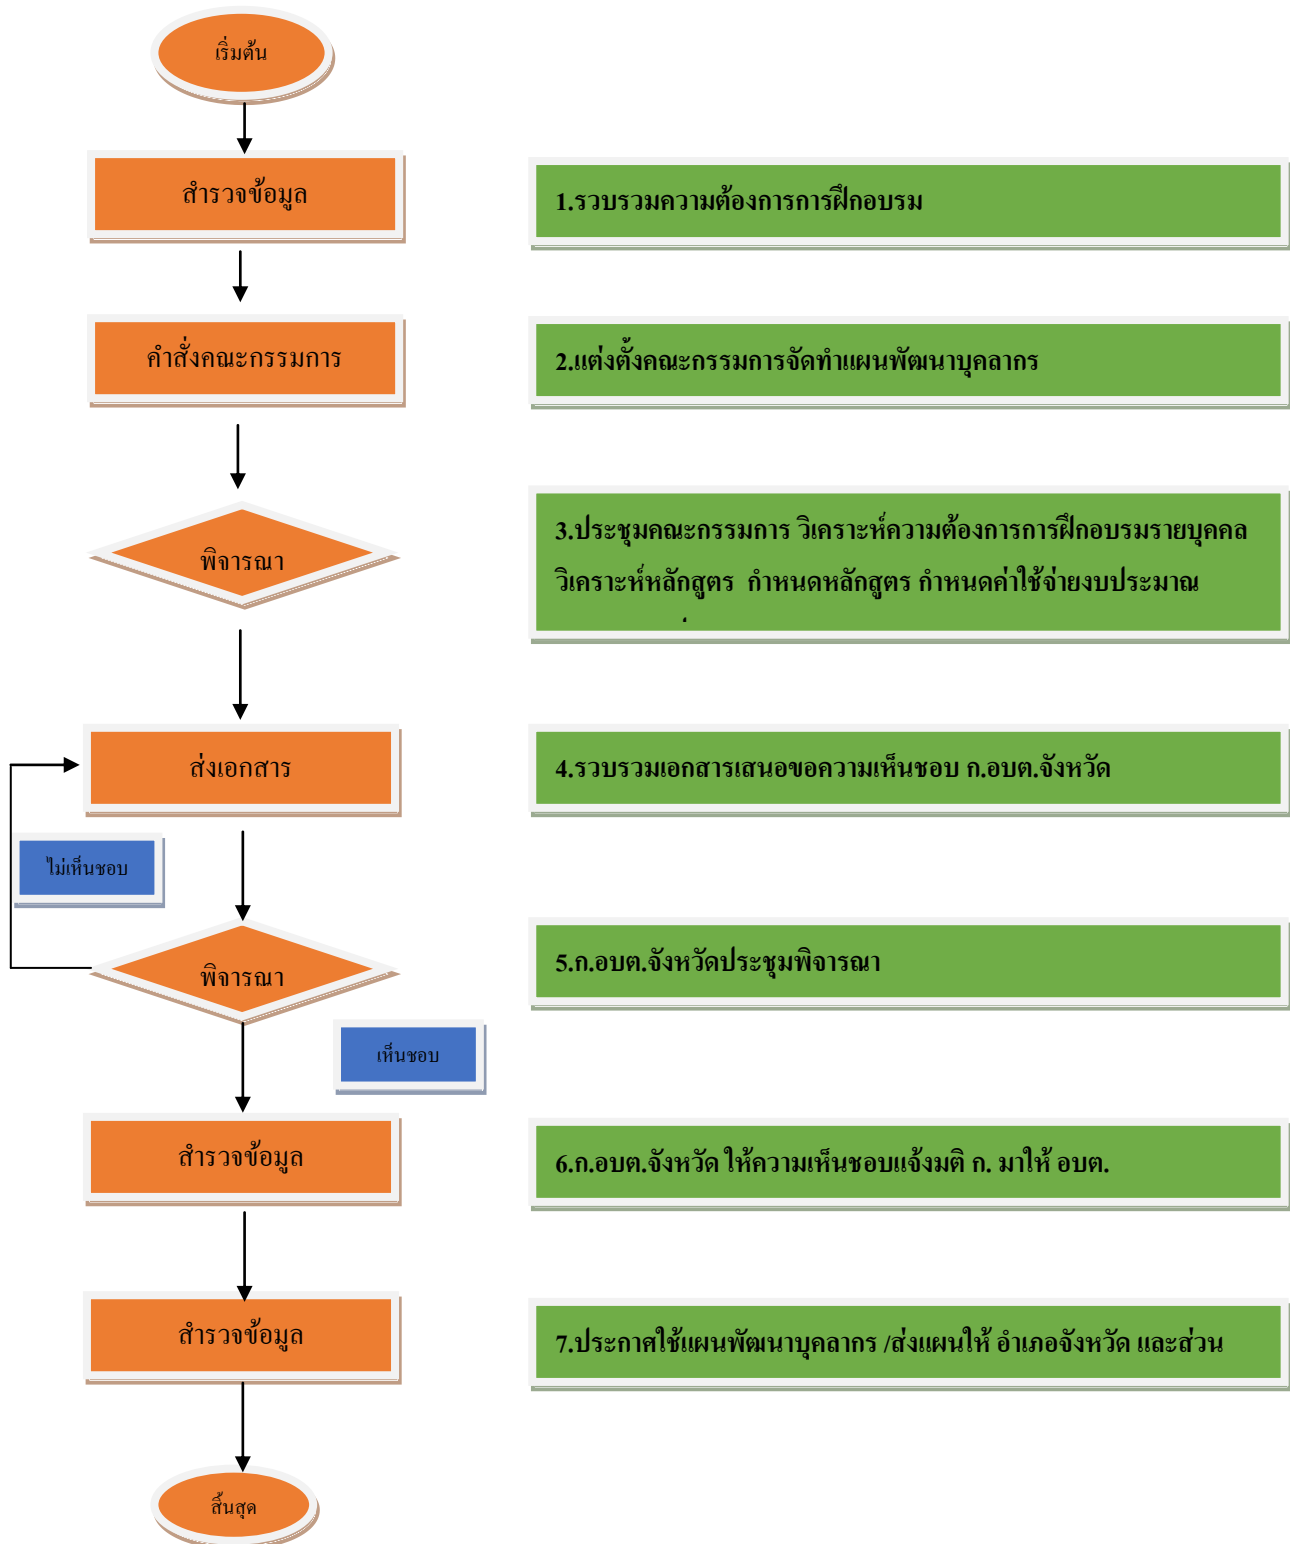 เริ่มต้น
สำรวจข้อมูล
1.รวบรวมความต้องการการฝึกอบรม
คำสั่งคณะกรรมการ
2.แต่งตั้งคณะกรรมการจัดทำแผนพัฒนาบุคลากร
พิจารณา
3.ประชุมคณะกรรมการ วิเคราะห์ความต้องการการฝึกอบรมรายบุคคล
วิเคราะห์หลักสูตร กำหนดหลักสูตร กำหนดค่าใช้จ่ายงบประมาณ
ส่งเอกสาร
4.รวบรวมเอกสารเสนอขอความเห็นชอบ ก.อบต.จังหวัด
ไม่เห็นชอบ
พิจารณา
5.ก.อบต.จังหวัดประชุมพิจารณา
เห็นชอบ
สำรวจข้อมูล
6.ก.อบต.จังหวัด ให้ความเห็นชอบแจ้งมติ ก. มาให้ อบต.
สำรวจข้อมูล
7.ประกาศใช้แผนพัฒนาบุคลากร /ส่งแผนให้ อำเภอจังหวัด และส่วน
สิ้นสุด